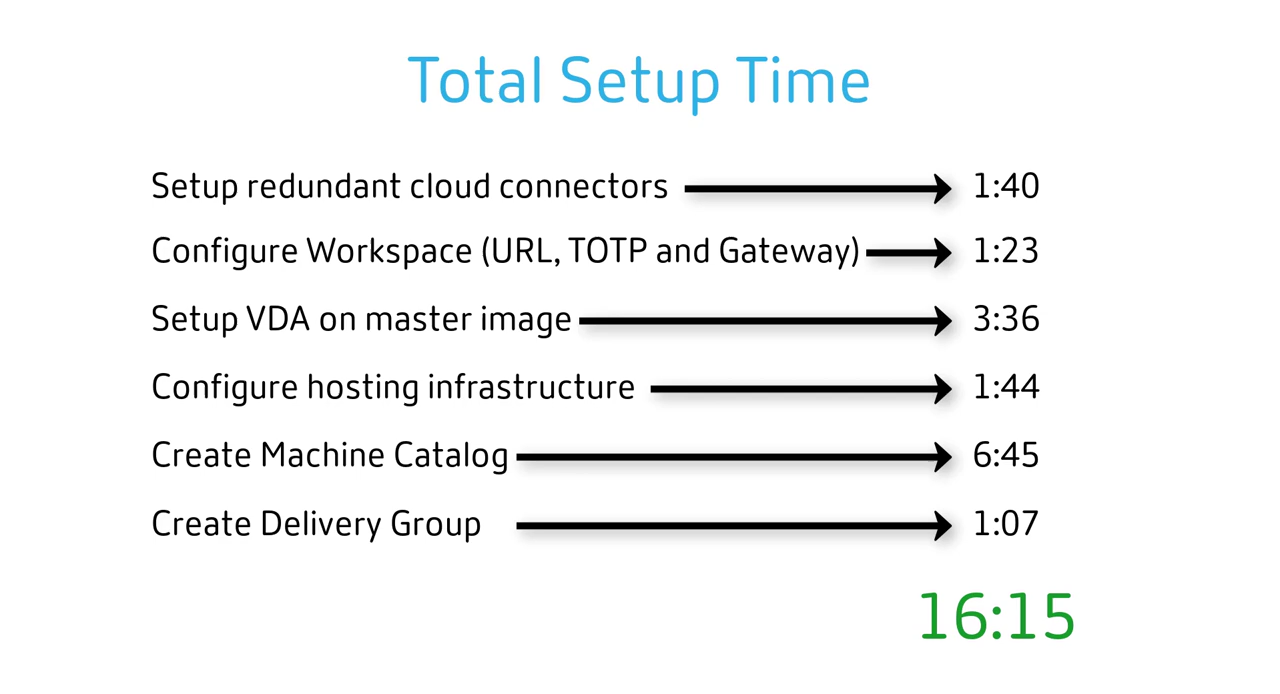 Total Setup Time
Setup redundant cloud connectors 1:40
Configure Workspace (URL, TOTP and Gateway) 1:23
Setup VDA on master image 3:36
Configure hosting infrastructure 1:44
Create Machine Catalog 6:45
Create Delivery Group 1:07
16:15